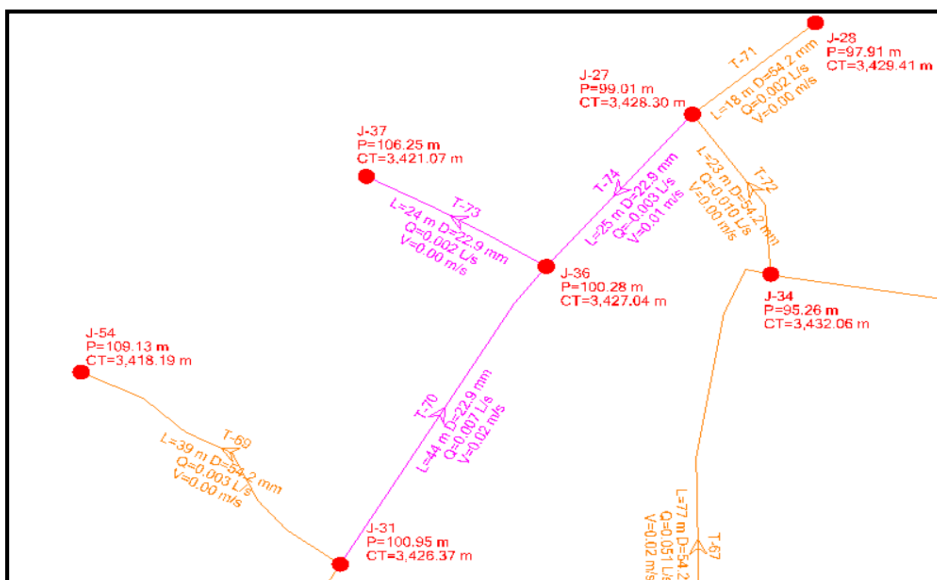 J-28
P=97.91 m
CT=3,429.41 m
T-71
L=18 m D=54.2 mm
Q=0.002 L/s
V=0.00 m/s
J-27
P=99.01 m
CT=3,428.30 m
J-37
P=106.25 m
CT=3,421.07 m
T-74
L=25 m D=22.9 mm
Q=-0.003 L/s
V=0.01 m/s
T-72
L=23 m D=54.2 mm
Q=0.010 L/s
V=0.00 m/s
T-73
L=24 m D=22.9 mm
Q=0.002 L/s
V=0.00 m/s
J-36
P=100.28 m
CT=3,427.04 m
J-34
P=95.26 m
CT=3,432.06 m
J-54
P=109.13 m
CT=3,418.19 m
T-70
L=44 m D=22.9 mm
Q=0.007 L/s
V=0.02 m/s
T-69
L=39 m D=54.2 mm
Q=0.003 L/s
V=0.00 m/s
J-31
P=100.95 m
CT=3,426.37 m
T-67
L=77 m D=54.2
Q=0.051 L/s
V=0.02 m/s